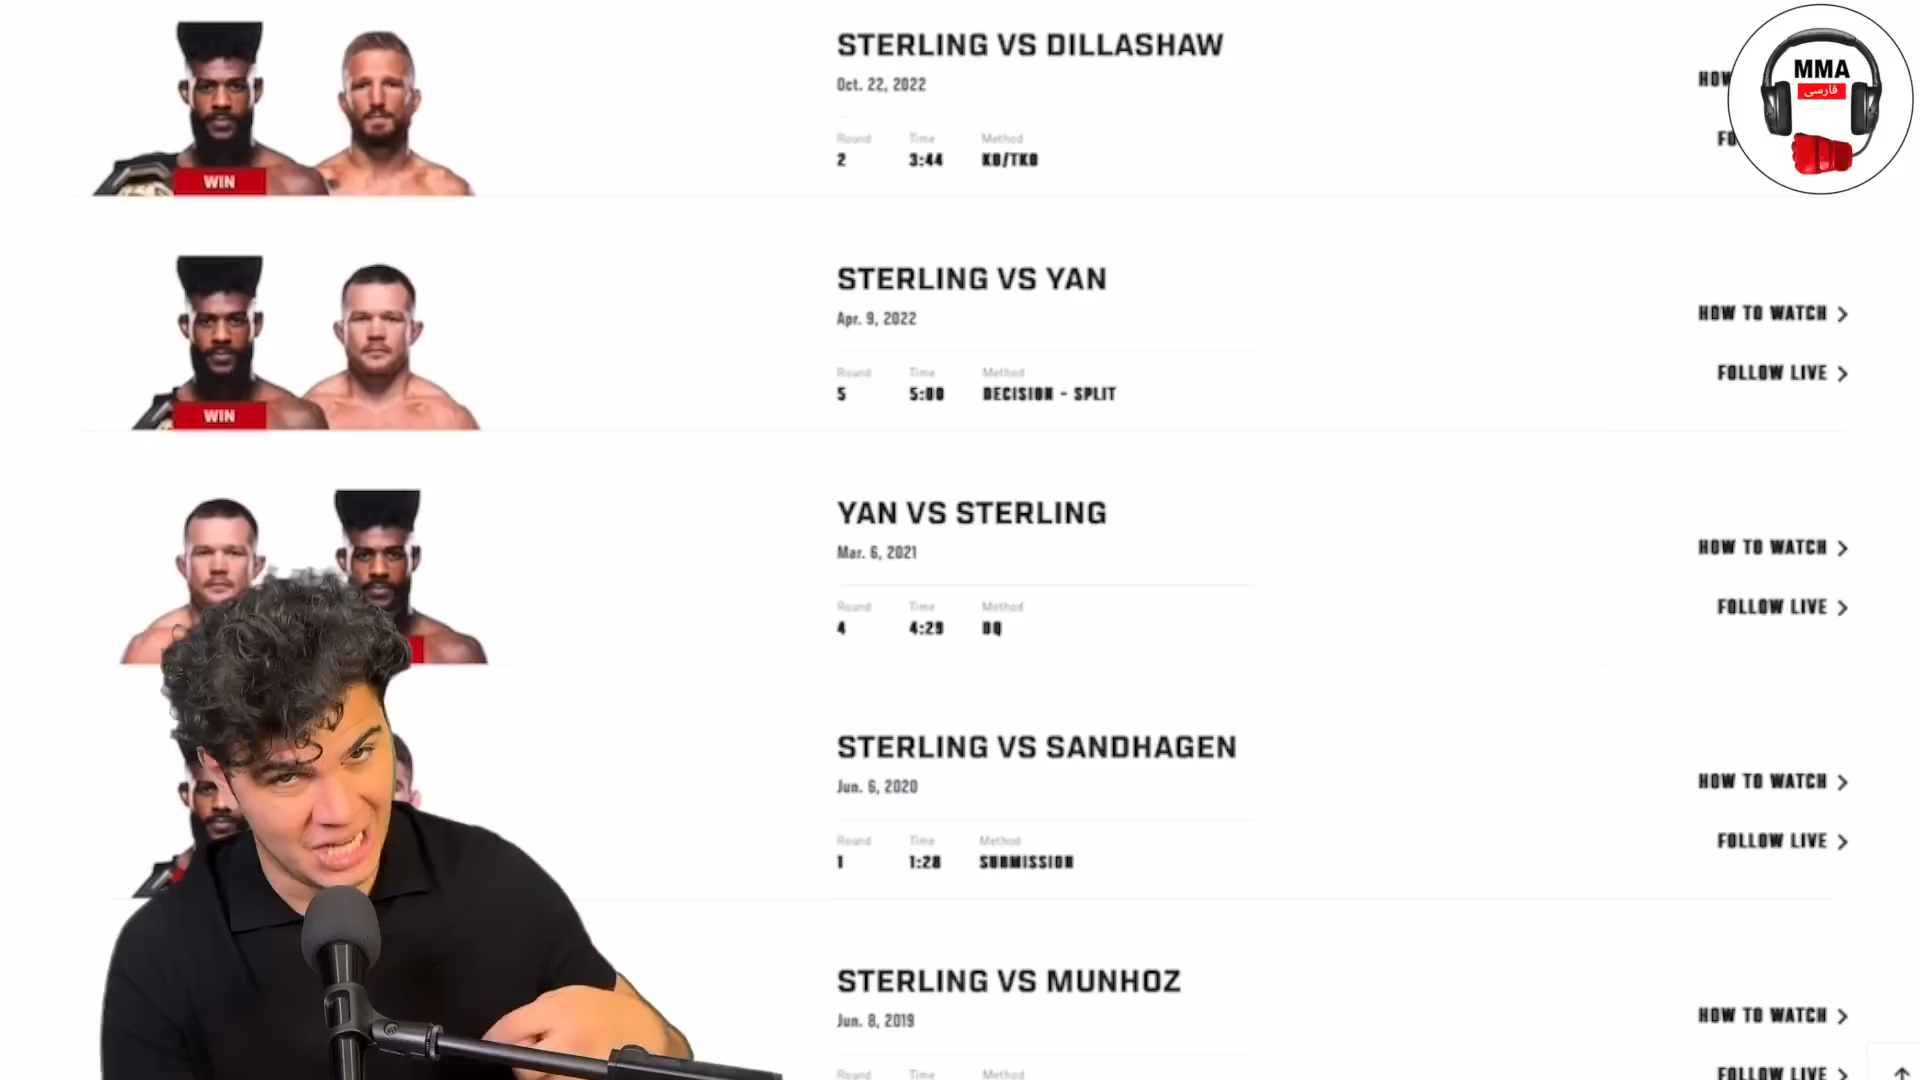 STERLING VS DILLASHAW
Oct. 22, 2022
Round Time Method
2 3:44 KO/TKO
WIN
HOW
FO
MMA
فارسی
STERLING VS YAN
Apr. 9, 2022
Round Time Method
5 5:00 DECISION - SPLIT
WIN
HOW TO WATCH
FOLLOW LIVE
YAN VS STERLING
Mar. 6, 2021
Round Time Method
4 4:29 DQ
HOW TO WATCH
FOLLOW LIVE
STERLING VS SANDHAGEN
Jun. 6, 2020
Round Time Method
1 1:28 SUBMISSION
HOW TO WATCH
FOLLOW LIVE
STERLING VS MUNHOZ
Jun. 8, 2019
Round Time Method
HOW TO WATCH
FOLLOW LIVE